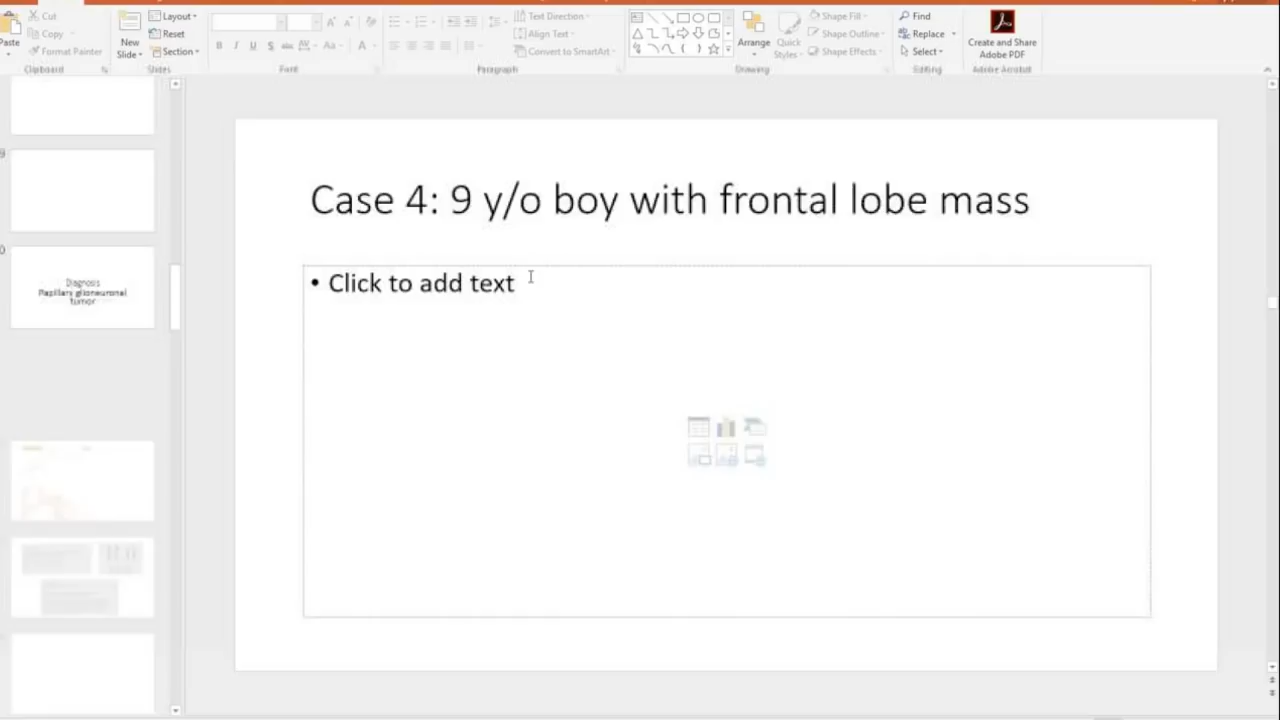 Cut
Copy
Format Painter
Paste
Clipboard
New
Slide
Layout
Reset
Section
Slides
Font
Text Direction
Align Text
Convert to SmartArt
Paragraph
Arrange
Quick
Styles
Shape Fill
Shape Outline
Shape Effects
Drawing
Find
Replace
Select
Editing
Create and Share
Adobe PDF
Adobe Acrobat
9
0
Diagnosis
Papillary glioneuronal
tumor
Case 4: 9 y/o boy with frontal lobe mass
• Click to add text